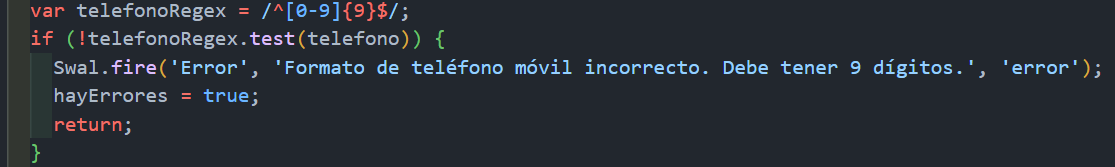 var telefonoRegex = /^[0-9]{9}$/;
if (!telefonoRegex.test(telefono)) {
Swal.fire('Error', 'Formato de teléfono móvil incorrecto. Debe tener 9 dígitos.', 'error');
hayErrores = true;
return;
}